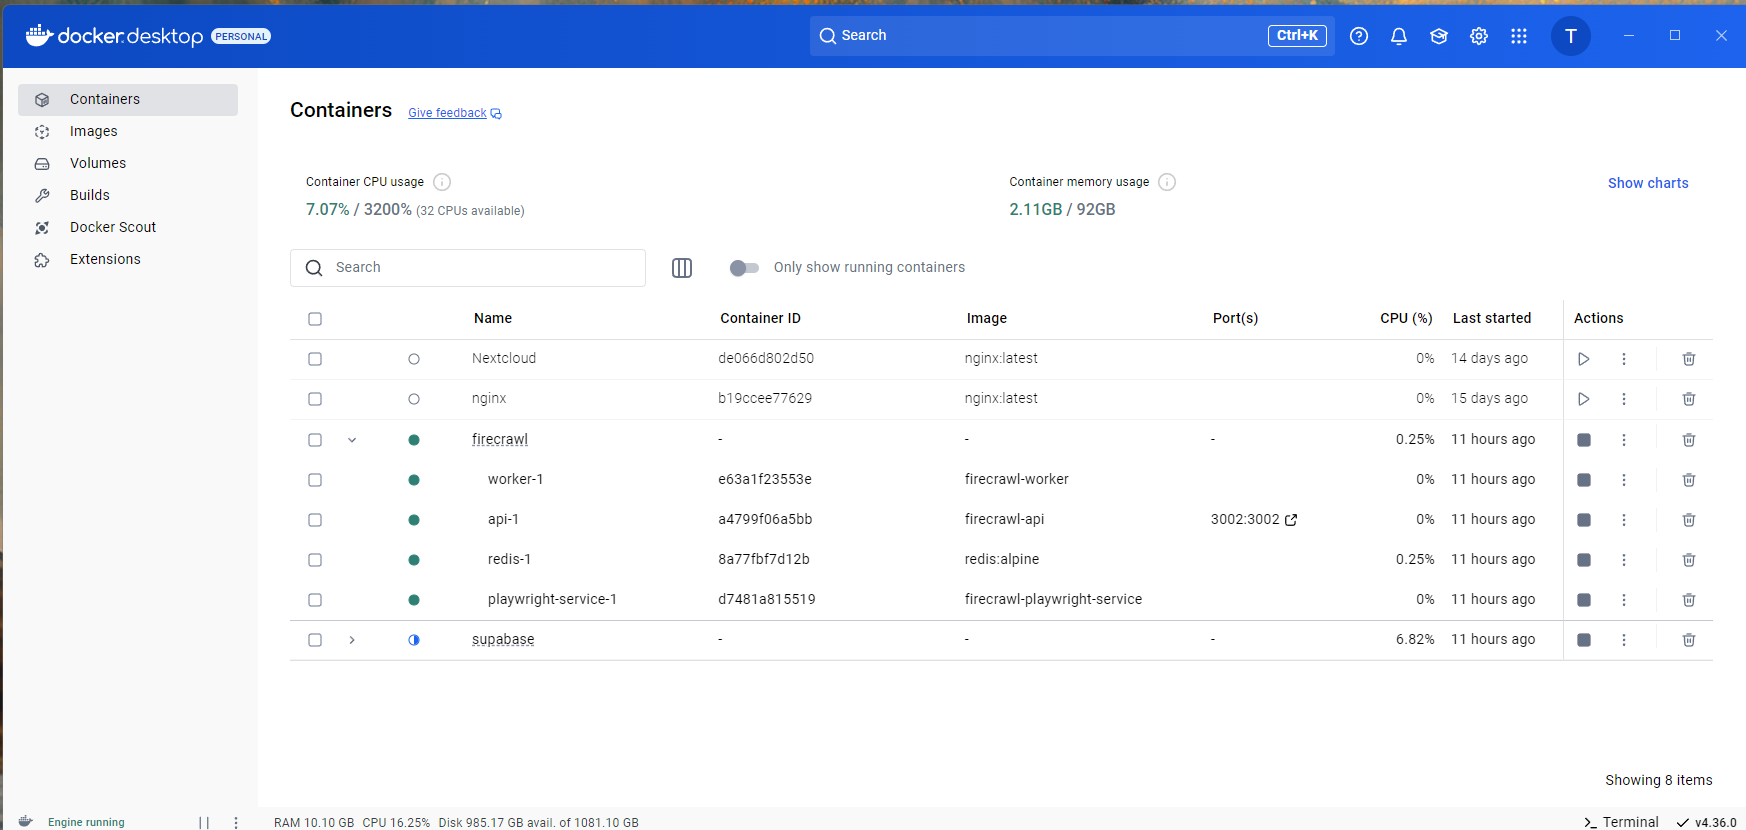 docker.desktop PERSONAL Search Ctrl+K T
Containers
Images
Volumes
Builds
Docker Scout
Extensions
Containers Give feedback
Container CPU usage
7.07% / 3200% (32 CPUs available)
Container memory usage
2.11GB / 92GB
Show charts
Search Only show running containers
Name Container ID Image Port(s) CPU (%) Last started Actions
Nextcloud de066d802d50 nginx:latest 0% 14 days ago
nginx b19ccee77629 nginx:latest 0% 15 days ago
firecrawl - - - 0.25% 11 hours ago
worker-1 e63a1f23553e firecrawl-worker 0% 11 hours ago
api-1 a4799f06a5bb firecrawl-api 3002:3002 0% 11 hours ago
redis-1 8a77fbf7d12b redis:alpine 0.25% 11 hours ago
playwright-service-1 d7481a815519 firecrawl-playwright-service 0% 11 hours ago
supabase - - - 6.82% 11 hours ago
Showing 8 items
Engine running RAM 10.10 GB CPU 16.25% Disk 985.17 GB avail. of 1081.10 GB Terminal v4.36.0